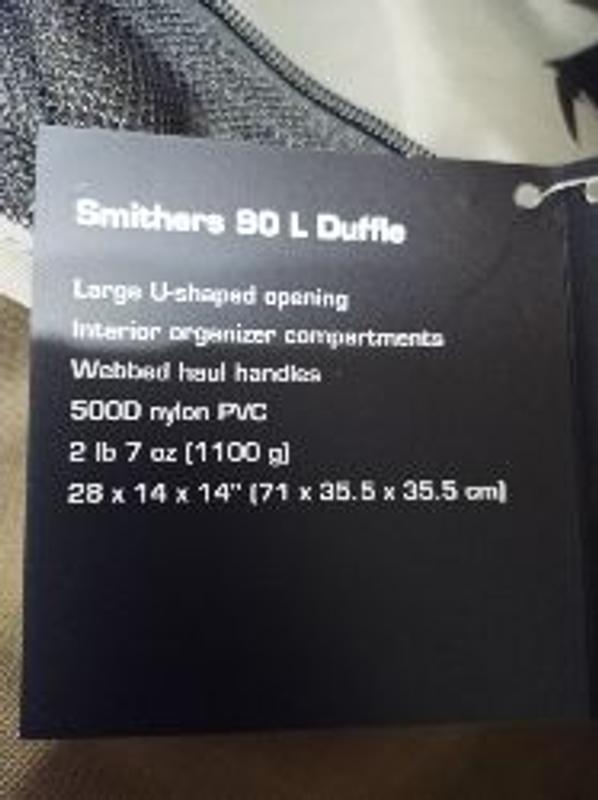 Smithers 90 L Duffle
Large U-shaped opening
Interior organizer compartments
Webbed haul handles
500D nylon PVC
2 lb 7 oz (1100 g)
28 x 14 x 14" (71 x 35.5 x 35.5 cm)